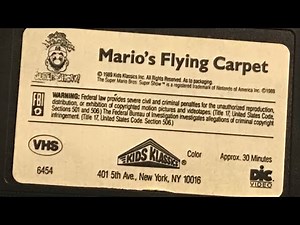 Mario's Flying Carpet
© 1989 Kids Klassics Inc. All Rights Reserved. As to packaging.
The Super Mario Bros. Super Show™ is a registered trademark of Nintendo of America Inc. ©1989
FBI
WARNING: Federal law provides severe civil and criminal penalties for the unauthorized reproduction,
distribution, or exhibition of copyrighted motion pictures and videotapes (Title 17, United States Code,
Sections 501 and 506.) The Federal Bureau of Investigation investigates allegations of criminal copyright
infringement. (Title 17, United States Code, Section 506.)
VHS
KIDS KLASSICS
Color
Approx. 30 Minutes
DIC
VIDEO
6454
401 5th Ave., New York, NY 10016